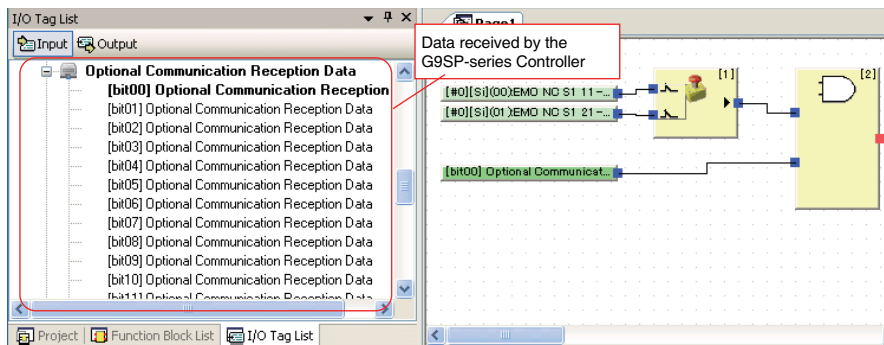 I/O Tag List
Input Output
Optional Communication Reception Data
[bit00] Optional Communication Reception
[bit01] Optional Communication Reception Data
[bit02] Optional Communication Reception Data
[bit03] Optional Communication Reception Data
[bit04] Optional Communication Reception Data
[bit05] Optional Communication Reception Data
[bit06] Optional Communication Reception Data
[bit07] Optional Communication Reception Data
[bit08] Optional Communication Reception Data
[bit09] Optional Communication Reception Data
[bit10] Optional Communication Reception Data
[bit11] Optional Communication Reception Data
Project Function Block List I/O Tag List
Data received by the
G9SP-series Controller
Page1
[#0][Si](00):EMO NC S1 11-...
[#0][Si](01):EMO NC S1 21-...
[bit00] Optional Communicat...
[1]
[2]